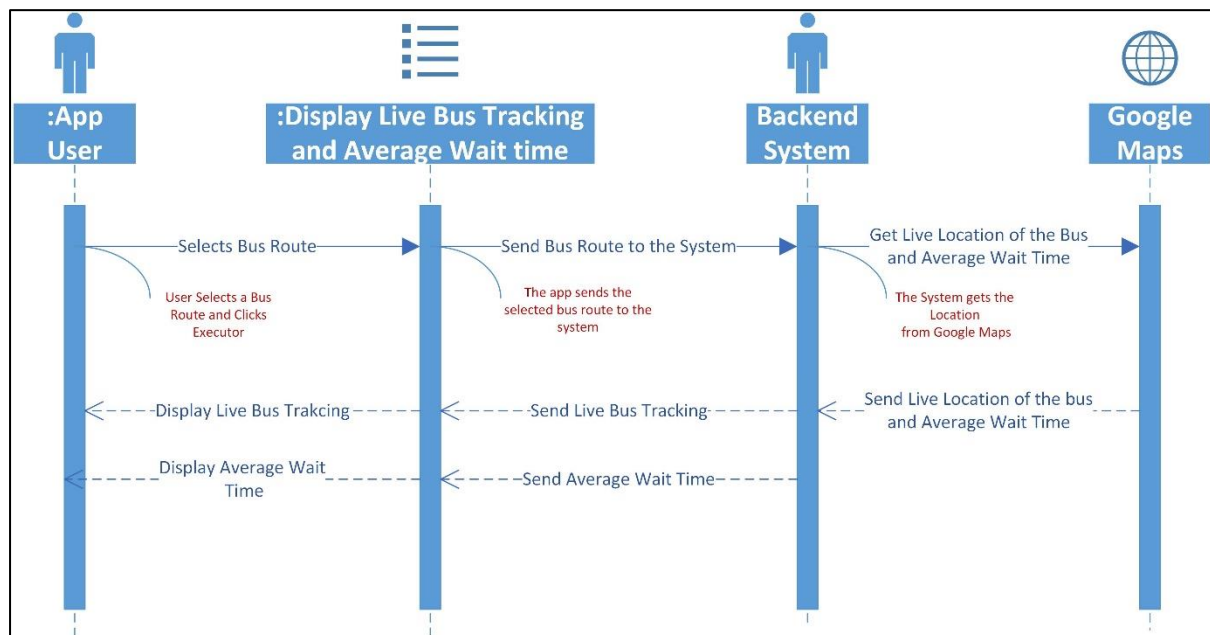 :App
User
:Display Live Bus Tracking
and Average Wait time
Backend
System
Google
Maps
Selects Bus Route
Send Bus Route to the System
Get Live Location of the Bus
and Average Wait Time
User Selects a Bus
Route and Clicks
Executor
The app sends the
selected bus route to the
system
The System gets the
Location
from Google Maps
Display Live Bus Trakcing
Send Live Bus Tracking
Send Live Location of the bus
and Average Wait Time
Display Average Wait
Time
Send Average Wait Time